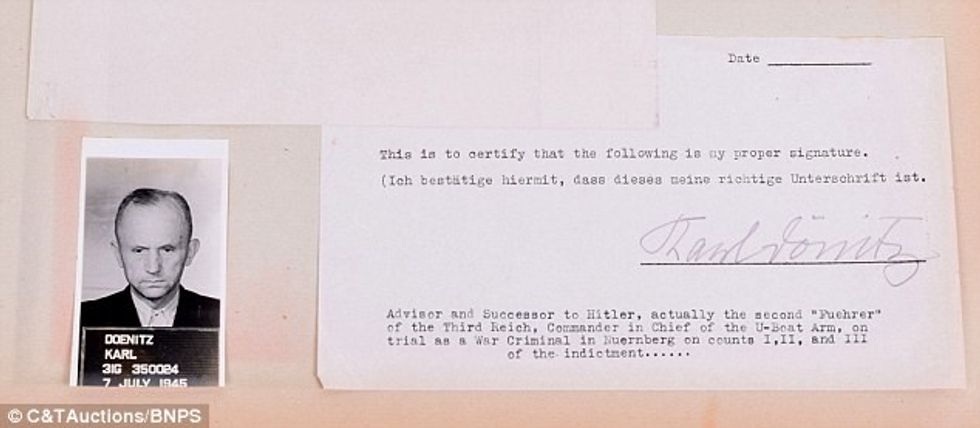 Date
This is to certify that the following is my proper signature.
(Ich bestätige hiermit, dass dieses meine richtige Unterschrift ist.
Karl Dönitz
Advisor and Successor to Hitler, actually the second "Fuehrer"
of the Third Reich, Commander in Chief of the U-Boat Arm, on
trial as a War Criminal in Nuernberg on counts I,II, and III
of the indictment......
DOENITZ
KARL
31G 350024
7 JULY 1945
© C&TAuctions/BNPS